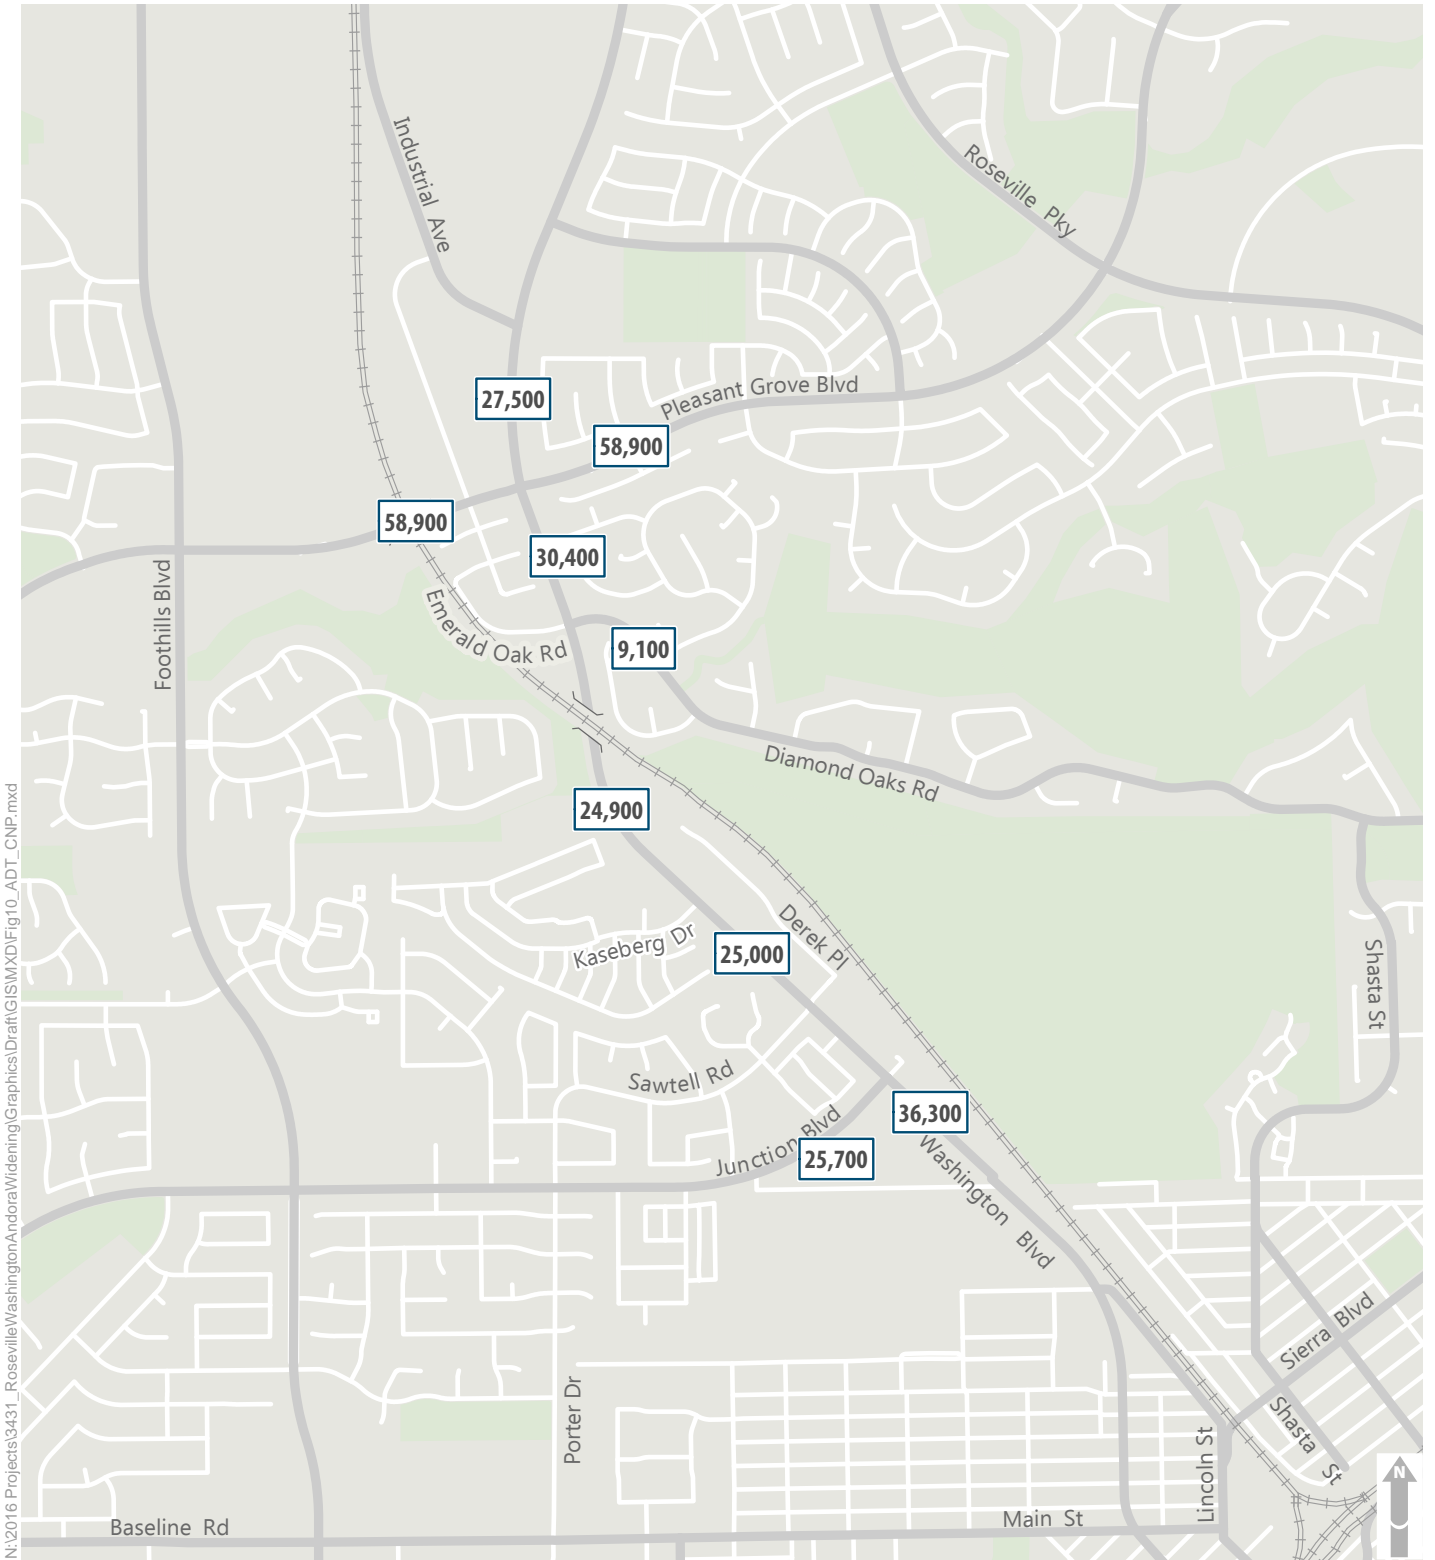 Industrial Ave
Roseville Pky
27,500
Pleasant Grove Blvd
58,900
58,900
30,400
Foothills Blvd
Emerald Oak Rd
9,100
Diamond Oaks Rd
24,900
Derek Pl
Kaseberg Dr
25,000
Shasta St
Sawtell Rd
36,300
Junction Blvd
25,700
Washington Blvd
Sierra Blvd
Porter Dr
Shasta St
Lincoln St
N
Main St
Baseline Rd
N:\2016 Projects\3431_RosevilleWashingtonAndoraWidening\Graphics\Draft\GIS\MXD\Fig10_ADT_CNP.mxd